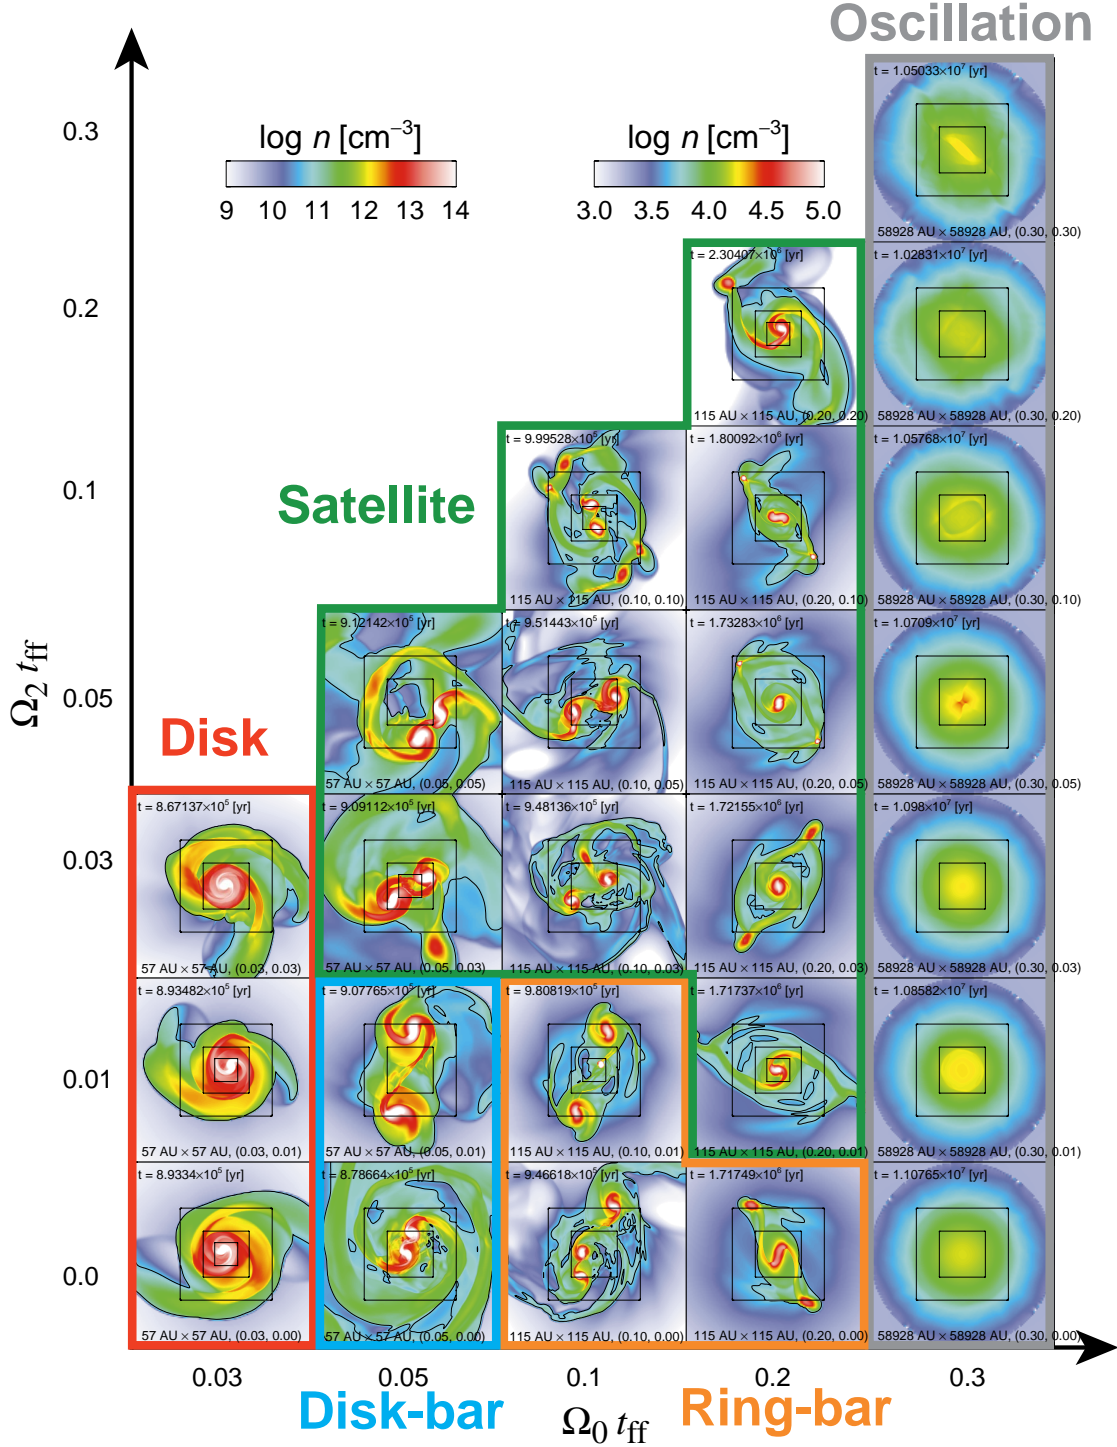 Oscillation
log n [cm⁻³]
9 10 11 12 13 14
log n [cm⁻³]
3.0 3.5 4.0 4.5 5.0
Ω₂ t_ff
0.3
t = 1.05033×10⁷ [yr]
58928 AU × 58928 AU, (0.30, 0.30)
0.2
t = 2.30407×10⁶ [yr]
115 AU × 115 AU, (0.20, 0.20)
t = 1.02831×10⁷ [yr]
58928 AU × 58928 AU, (0.30, 0.20)
Satellite
0.1
t = 9.99528×10⁵ [yr]
115 AU × 115 AU, (0.10, 0.10)
t = 1.80092×10⁶ [yr]
115 AU × 115 AU, (0.20, 0.10)
t = 1.05768×10⁷ [yr]
58928 AU × 58928 AU, (0.30, 0.10)
0.05
t = 9.12142×10⁵ [yr]
57 AU × 57 AU, (0.05, 0.05)
t = 9.51443×10⁵ [yr]
115 AU × 115 AU, (0.10, 0.05)
t = 1.73283×10⁶ [yr]
115 AU × 115 AU, (0.20, 0.05)
t = 1.0709×10⁷ [yr]
58928 AU × 58928 AU, (0.30, 0.05)
Disk
0.03
t = 8.67137×10⁵ [yr]
57 AU × 57 AU, (0.03, 0.03)
t = 9.09112×10⁵ [yr]
57 AU × 57 AU, (0.05, 0.03)
t = 9.48136×10⁵ [yr]
115 AU × 115 AU, (0.10, 0.03)
t = 1.72155×10⁶ [yr]
115 AU × 115 AU, (0.20, 0.03)
t = 1.098×10⁷ [yr]
58928 AU × 58928 AU, (0.30, 0.03)
0.01
t = 8.93482×10⁵ [yr]
57 AU × 57 AU, (0.03, 0.01)
t = 9.07765×10⁵ [yr]
57 AU × 57 AU, (0.05, 0.01)
t = 9.80819×10⁵ [yr]
115 AU × 115 AU, (0.10, 0.01)
t = 1.71737×10⁶ [yr]
115 AU × 115 AU, (0.20, 0.01)
t = 1.08582×10⁷ [yr]
58928 AU × 58928 AU, (0.30, 0.01)
0.0
t = 8.9334×10⁵ [yr]
57 AU × 57 AU, (0.03, 0.00)
t = 8.78664×10⁵ [yr]
57 AU × 57 AU, (0.05, 0.00)
t = 9.46618×10⁵ [yr]
115 AU × 115 AU, (0.10, 0.00)
t = 1.71749×10⁶ [yr]
115 AU × 115 AU, (0.20, 0.00)
t = 1.10765×10⁷ [yr]
58928 AU × 58928 AU, (0.30, 0.00)
0.03 0.05 0.1 0.2 0.3
Disk-bar
Ω₀ t_ff
Ring-bar